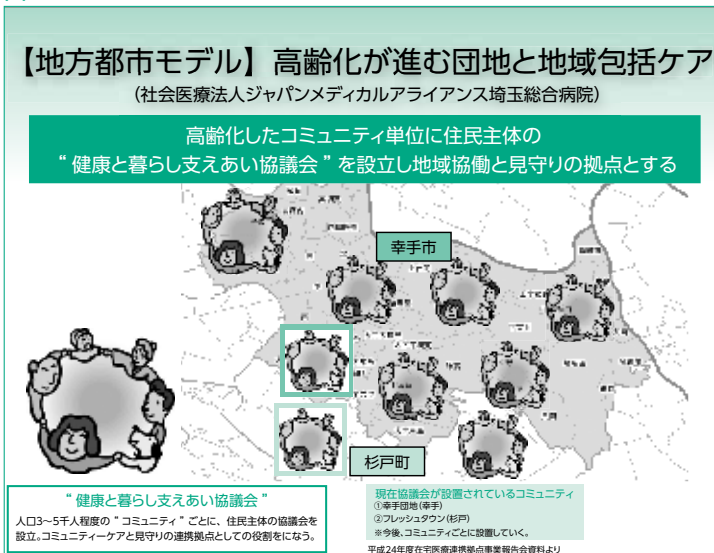 【地方都市モデル】高齢化が進む団地と地域包括ケア
(社会医療法人ジャパンメディカルアライアンス埼玉総合病院)
高齢化したコミュニティ単位に住民主体の
“健康と暮らし支えあい協議会”を設立し地域協働と見守りの拠点とする
幸手市
杉戸町
“健康と暮らし支えあい協議会”
人口3〜5千人程度の“コミュニティ”ごとに、住民主体の協議会を
設立。コミュニティーケアと見守りの連携拠点としての役割をになう。
現在協議会が設置されているコミュニティ
①幸手団地(幸手)
②フレッシュタウン(杉戸)
※今後、コミュニティごとに設置していく。
平成24年度在宅医療連携拠点事業報告会資料より